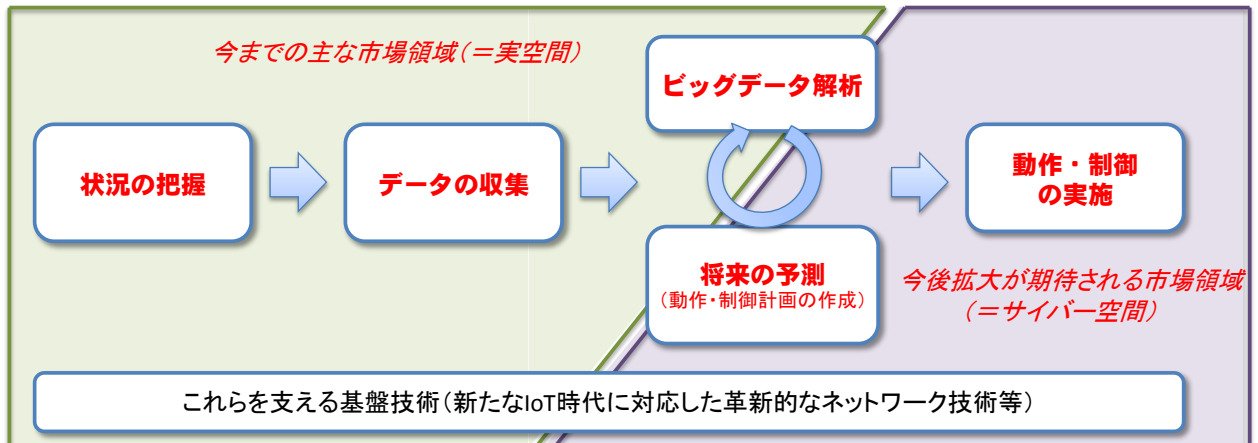 今までの主な市場領域(=実空間)
ビッグデータ解析
状況の把握
データの収集
動作・制御
の実施
将来の予測
(動作・制御計画の作成)
今後拡大が期待される市場領域
(=サイバー空間)
これらを支える基盤技術(新たなIoT時代に対応した革新的なネットワーク技術等)